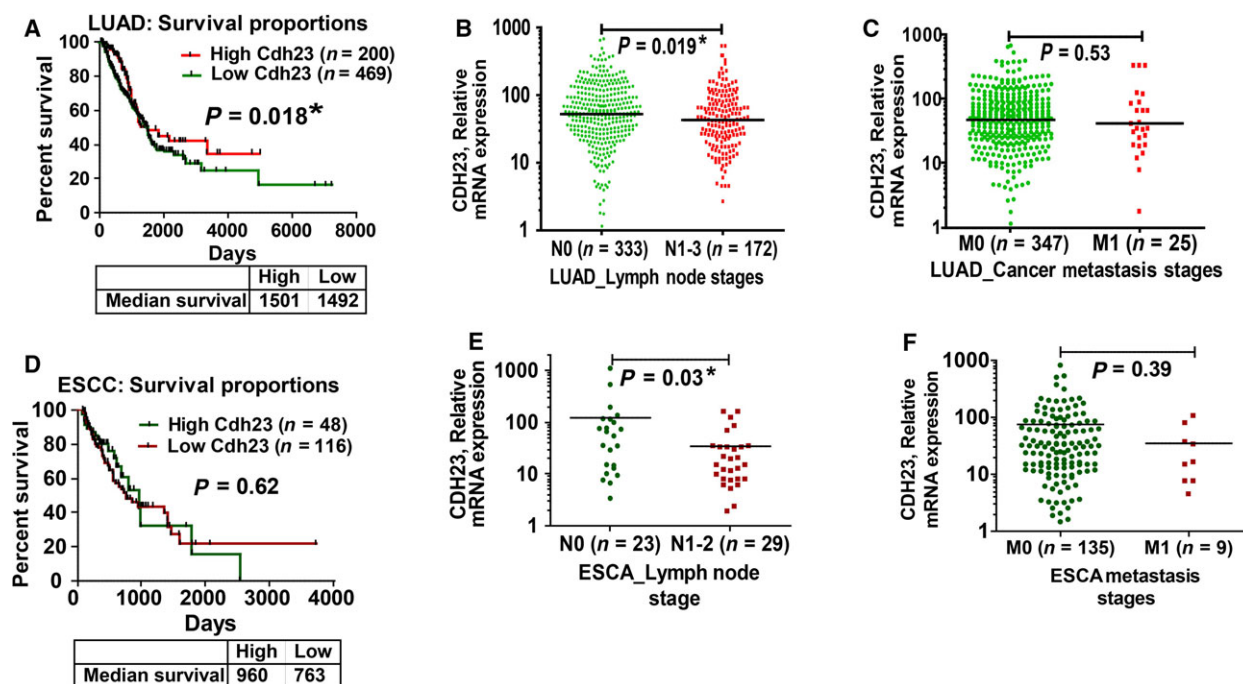 A
LUAD: Survival proportions
100
80
60
40
20
0
Percent survival
High Cdh23 (n = 200)
Low Cdh23 (n = 469)
P = 0.018*
0 2000 4000 6000 8000
Days
High Low
Median survival 1501 1492
B
1000
100
10
1
CDH23, Relative
mRNA expression
P = 0.019*
N0 (n = 333) N1-3 (n = 172)
LUAD_Lymph node stages
C
1000
100
10
1
CDH23, Relative
mRNA expression
P = 0.53
M0 (n = 347) M1 (n = 25)
LUAD_Cancer metastasis stages
D
ESCC: Survival proportions
100
80
60
40
20
0
Percent survival
High Cdh23 (n = 48)
Low Cdh23 (n = 116)
P = 0.62
0 1000 2000 3000 4000
Days
High Low
Median survival 960 763
E
1000
100
10
1
CDH23, Relative
mRNA expression
P = 0.03*
N0 (n = 23) N1-2 (n = 29)
ESCA_Lymph node
stage
F
1000
100
10
1
CDH23, Relative
mRNA expression
P = 0.39
M0 (n = 135) M1 (n = 9)
ESCA metastasis
stages